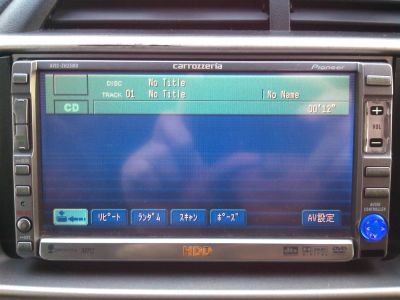 carrozzeria
Pioneer
DISC No Title
TRACK 01 No Title No Name
CD 00'12"
リピート ランダム スキャン ポーズ AV設定
VOL
HDD